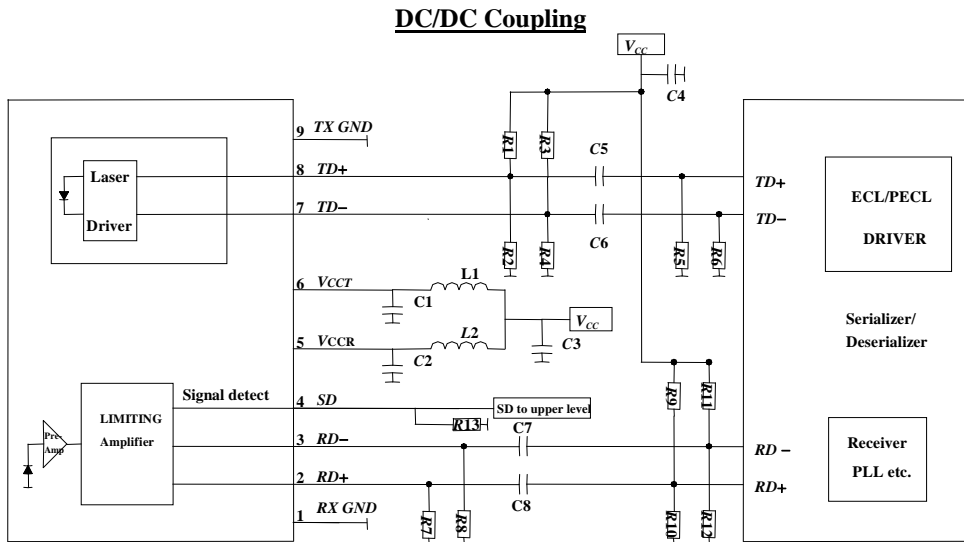 DC/DC Coupling
VCC
C4
9 TX GND
R1
R3
C5
8 TD+
TD+
Laser
Driver
ECL/PECL
DRIVER
7 TD−
TD−
C6
R2
R4
R5
R6
6 VCCT
C1
L1
VCC
Serializer/
Deserializer
5 VCCR
C2
L2
C3
R9
R11
Signal detect
4 SD
SD to upper level
R13
LIMITING
Amplifier
Pre-
Amp
3 RD−
C7
RD −
Receiver
PLL etc.
2 RD+
C8
RD+
1 RX GND
R7
R8
R10
R12